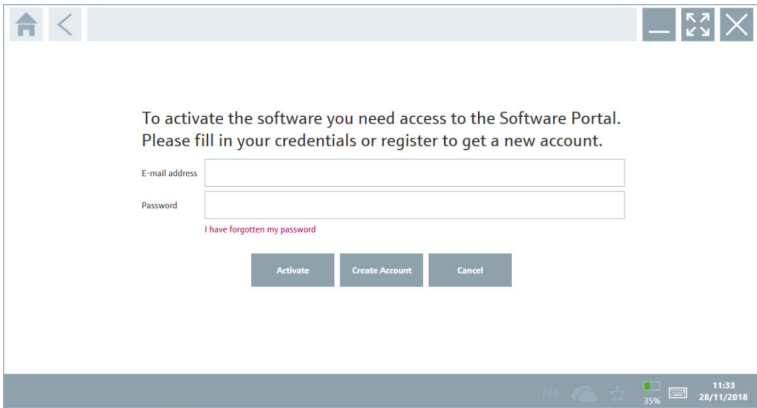 To activate the software you need access to the Software Portal.
Please fill in your credentials or register to get a new account.
E-mail address
Password
I have forgotten my password
Activate
Create Account
Cancel
35%
11:33
28/11/2018